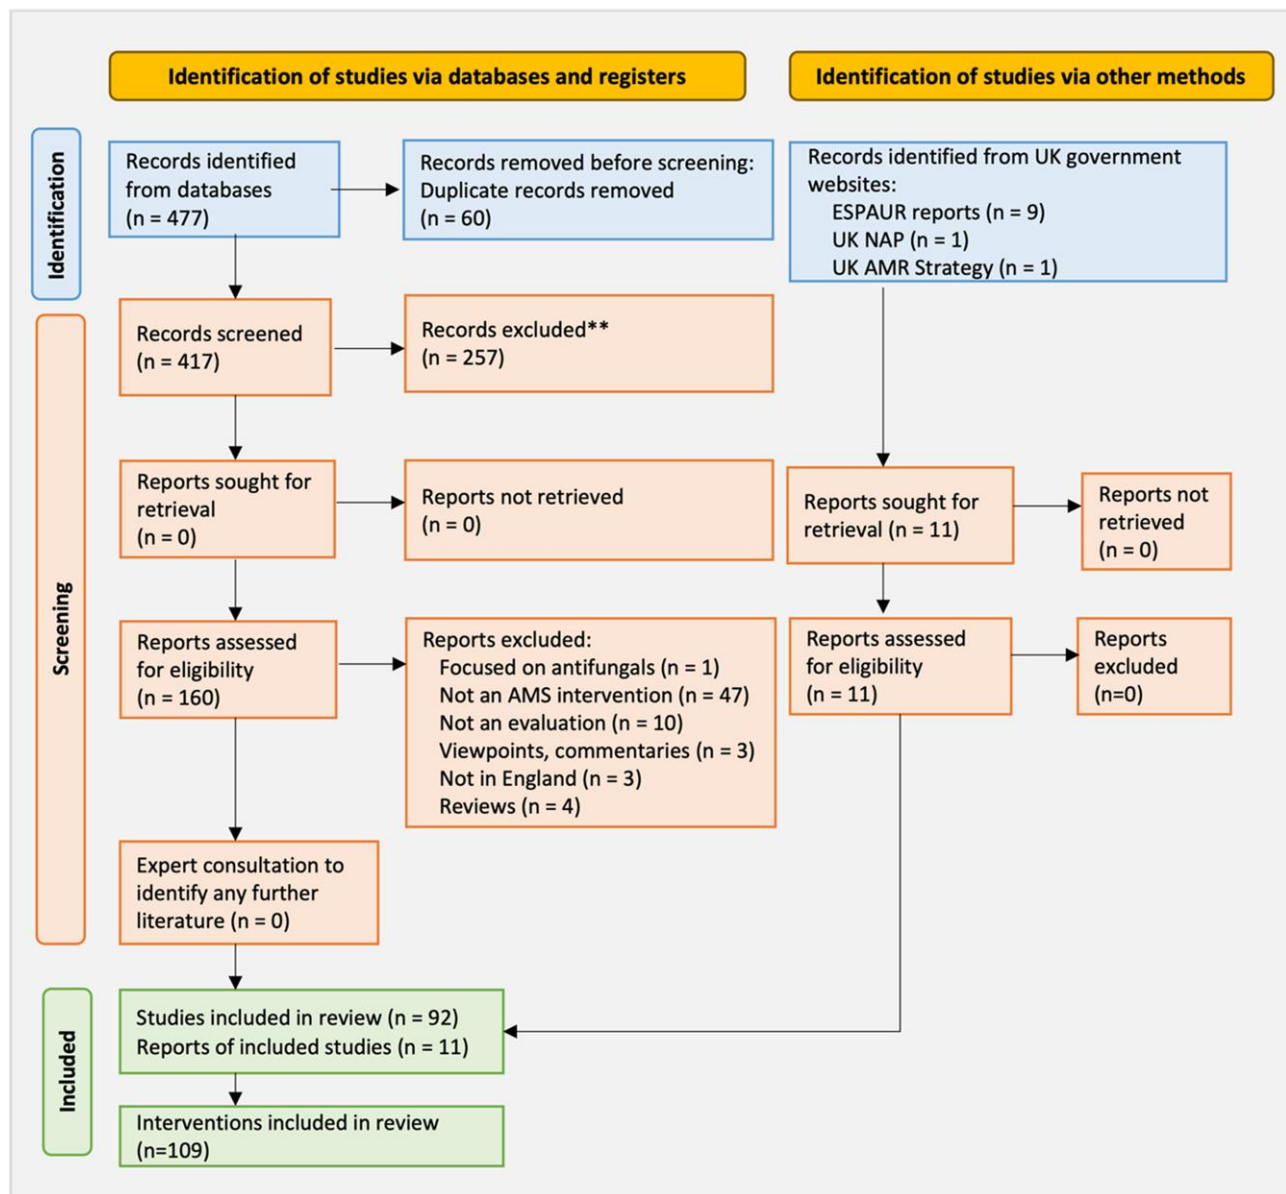 Identification of studies via databases and registers
Identification of studies via other methods
Identification
Records identified
from databases
(n = 477)
Records removed before screening:
Duplicate records removed
(n = 60)
Records identified from UK government
websites:
ESPAUR reports (n = 9)
UK NAP (n = 1)
UK AMR Strategy (n = 1)
Screening
Records screened
(n = 417)
Records excluded**
(n = 257)
Reports sought for
retrieval
(n = 0)
Reports not retrieved
(n = 0)
Reports sought for
retrieval (n = 11)
Reports not
retrieved
(n = 0)
Reports assessed
for eligibility
(n = 160)
Reports excluded:
Focused on antifungals (n = 1)
Not an AMS intervention (n = 47)
Not an evaluation (n = 10)
Viewpoints, commentaries (n = 3)
Not in England (n = 3)
Reviews (n = 4)
Reports assessed
for eligibility
(n = 11)
Reports
excluded
(n=0)
Expert consultation to
identify any further
literature (n = 0)
Included
Studies included in review (n = 92)
Reports of included studies (n = 11)
Interventions included in review
(n=109)